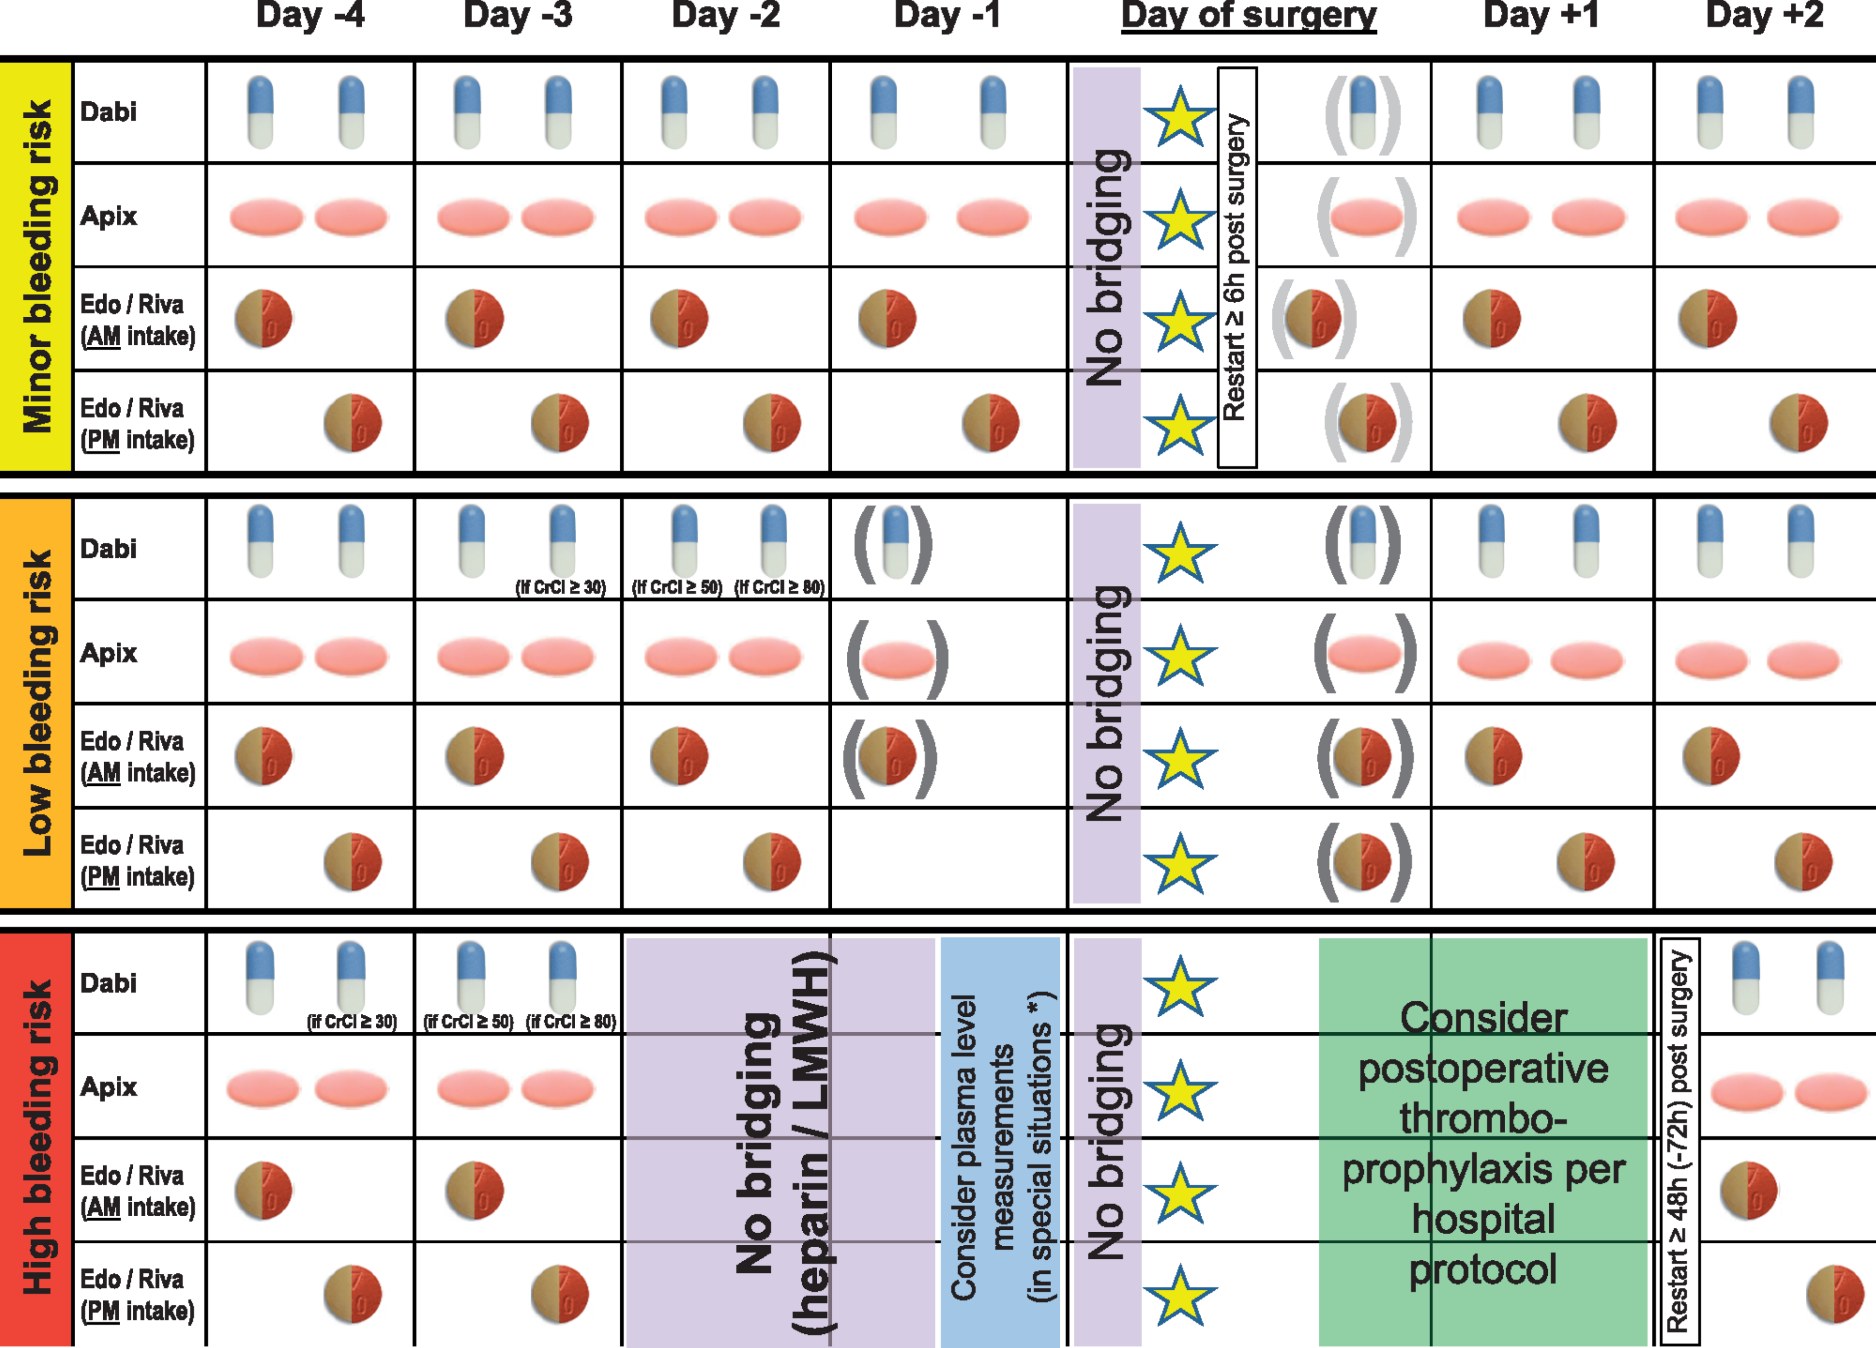 Day -4 Day -3 Day -2 Day -1 Day of surgery Day +1 Day +2
Minor bleeding risk
Dabi
Apix
Edo / Riva
(AM intake)
Edo / Riva
(PM intake)
No bridging
Restart ≥ 6h post surgery
Low bleeding risk
Dabi
(if CrCl ≥ 30) (if CrCl ≥ 50) (if CrCl ≥ 80)
Apix
Edo / Riva
(AM intake)
Edo / Riva
(PM intake)
No bridging
High bleeding risk
Dabi
(if CrCl ≥ 30) (if CrCl ≥ 50) (if CrCl ≥ 80)
Apix
Edo / Riva
(AM intake)
Edo / Riva
(PM intake)
No bridging
(heparin / LMWH)
Consider plasma level
measurements
(in special situations *)
No bridging
Consider
postoperative
thrombo-
prophylaxis per
hospital
protocol
Restart ≥ 48h (-72h) post surgery